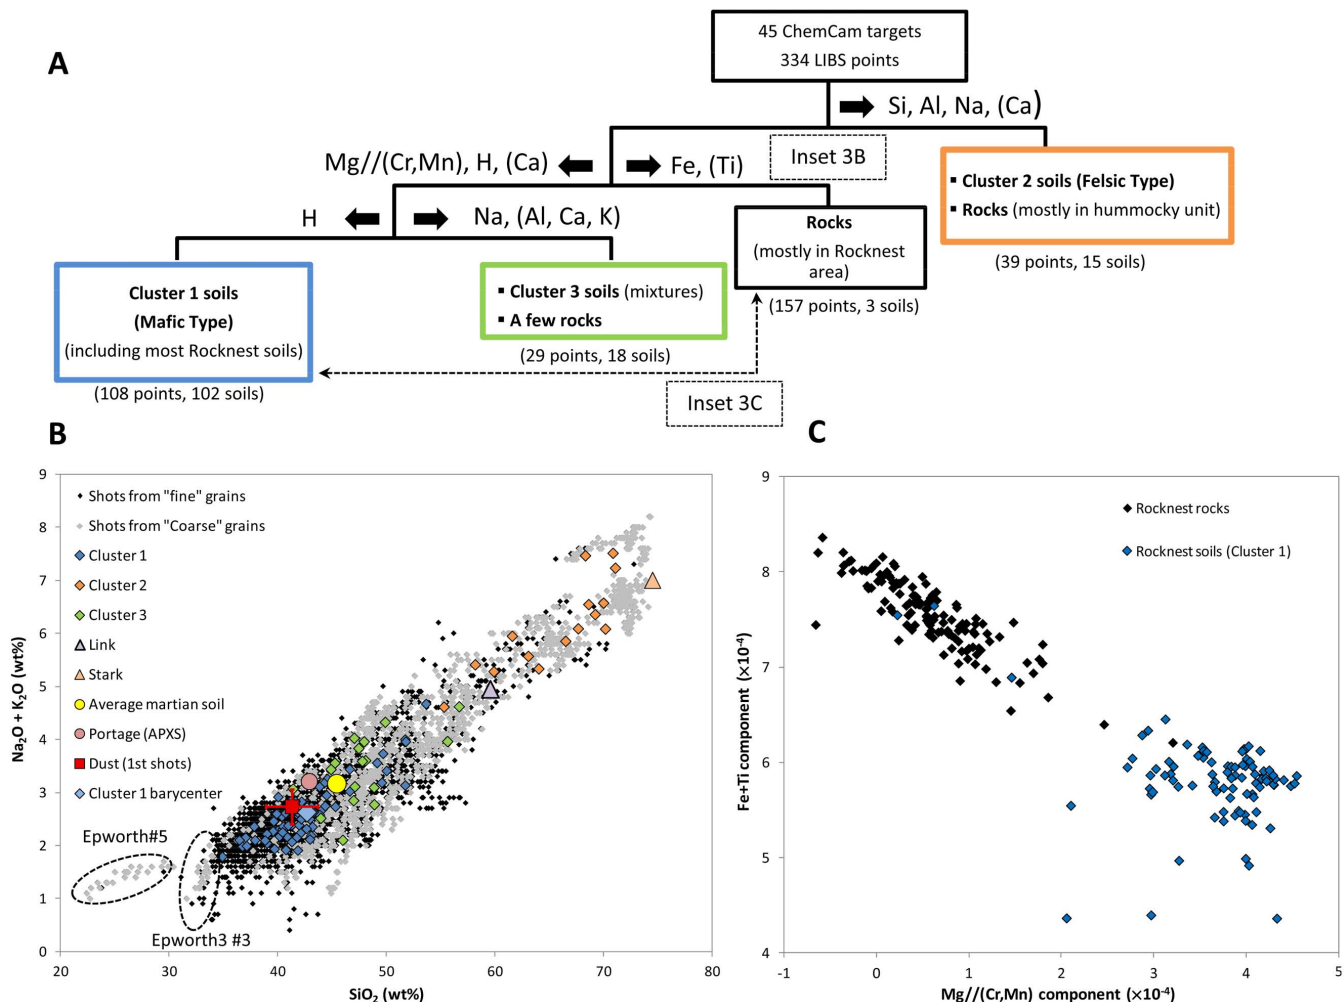 A
45 ChemCam targets
334 LIBS points
Si, Al, Na, (Ca)
Mg//(Cr,Mn), H, (Ca)
Fe, (Ti)
Inset 3B
▪ Cluster 2 soils (Felsic Type)
▪ Rocks (mostly in hummocky unit)
(39 points, 15 soils)
H
Na, (Al, Ca, K)
Rocks
(mostly in Rocknest
area)
(157 points, 3 soils)
Cluster 1 soils
(Mafic Type)
(including most Rocknest soils)
(108 points, 102 soils)
▪ Cluster 3 soils (mixtures)
▪ A few rocks
(29 points, 18 soils)
Inset 3C
B
9
8
7
6
5
4
3
2
1
0
Na₂O + K₂O (wt%)
Shots from "fine" grains
Shots from "Coarse" grains
Cluster 1
Cluster 2
Cluster 3
Link
Stark
Average martian soil
Portage (APXS)
Dust (1st shots)
Cluster 1 barycenter
Epworth#5
Epworth3 #3
20 30 40 50 60 70 80
SiO₂ (wt%)
C
9
8
7
6
5
4
Fe+Ti component (×10⁻⁴)
Rocknest rocks
Rocknest soils (Cluster 1)
-1 0 1 2 3 4 5
Mg//(Cr,Mn) component (×10⁻⁴)